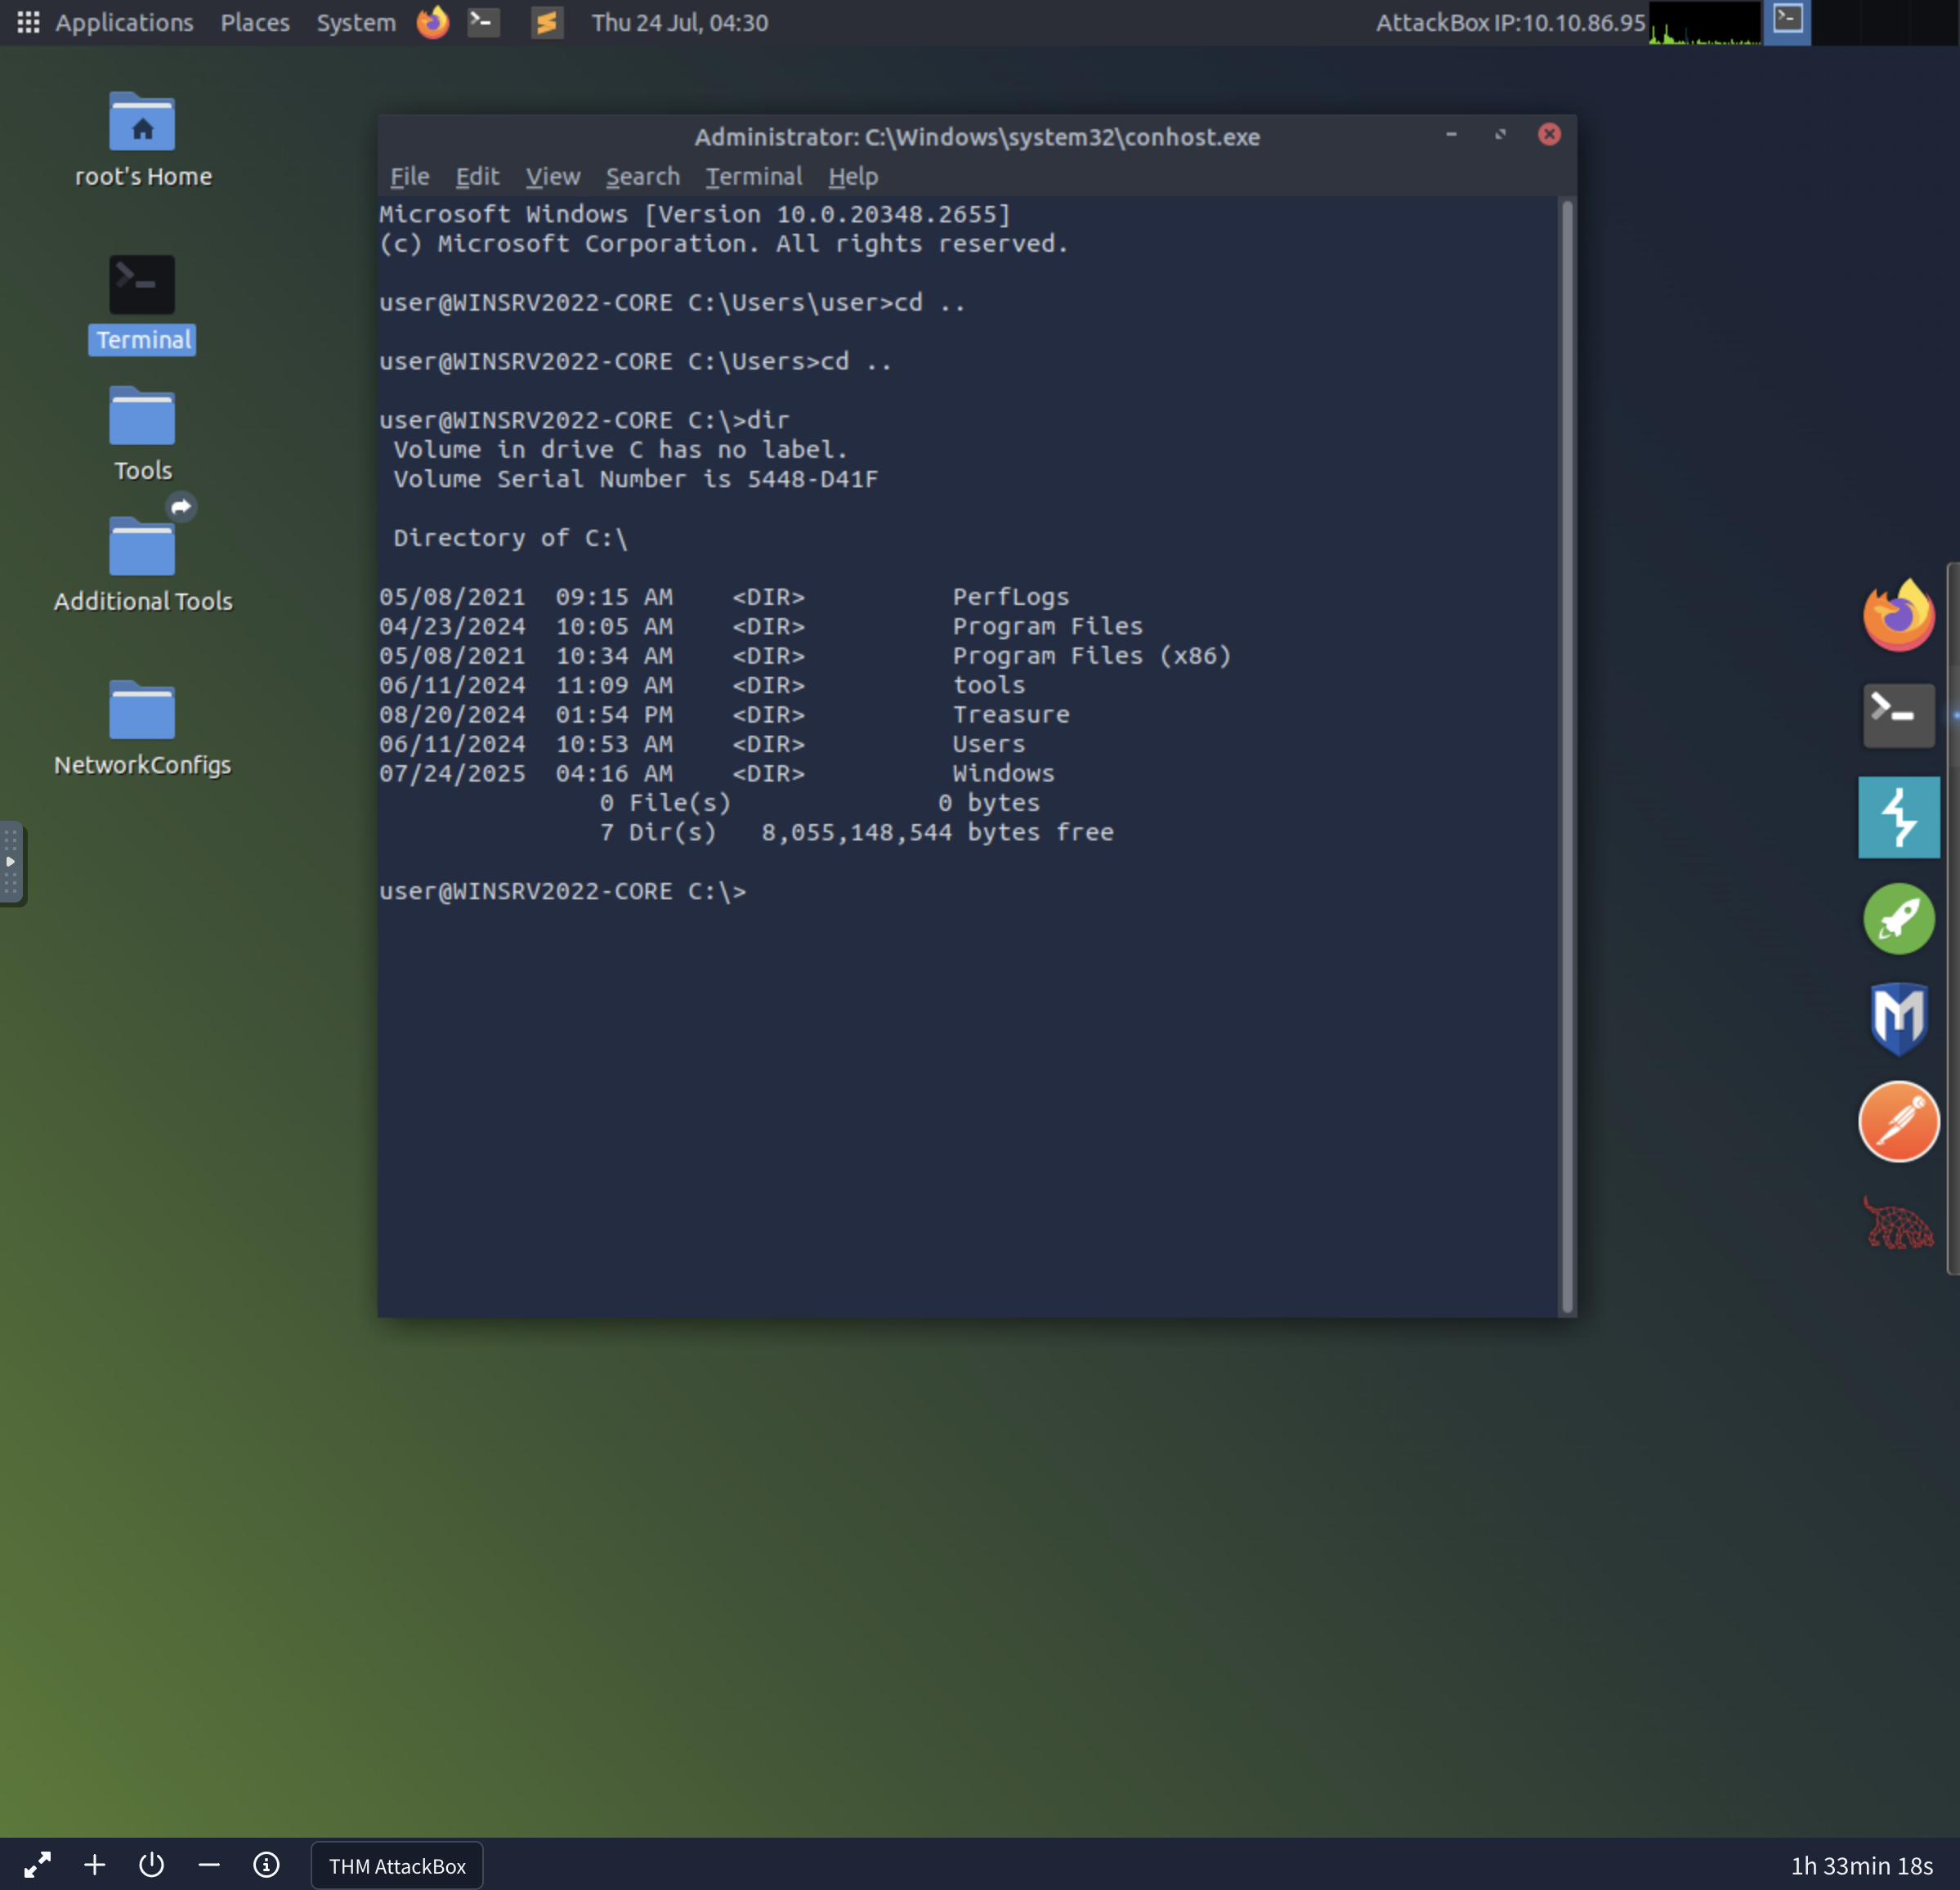 Applications Places System Thu 24 Jul, 04:30 AttackBox IP:10.10.86.95
root's Home
Terminal
Tools
Additional Tools
NetworkConfigs
Administrator: C:\Windows\system32\conhost.exe
File Edit View Search Terminal Help
Microsoft Windows [Version 10.0.20348.2655]
(c) Microsoft Corporation. All rights reserved.
user@WINSRV2022-CORE C:\Users\user>cd ..
user@WINSRV2022-CORE C:\Users>cd ..
user@WINSRV2022-CORE C:\>dir
Volume in drive C has no label.
Volume Serial Number is 5448-D41F
Directory of C:\
05/08/2021 09:15 AM <DIR> PerfLogs
04/23/2024 10:05 AM <DIR> Program Files
05/08/2021 10:34 AM <DIR> Program Files (x86)
06/11/2024 11:09 AM <DIR> tools
08/20/2024 01:54 PM <DIR> Treasure
06/11/2024 10:53 AM <DIR> Users
07/24/2025 04:16 AM <DIR> Windows
0 File(s) 0 bytes
7 Dir(s) 8,055,148,544 bytes free
user@WINSRV2022-CORE C:\>
THM AttackBox 1h 33min 18s